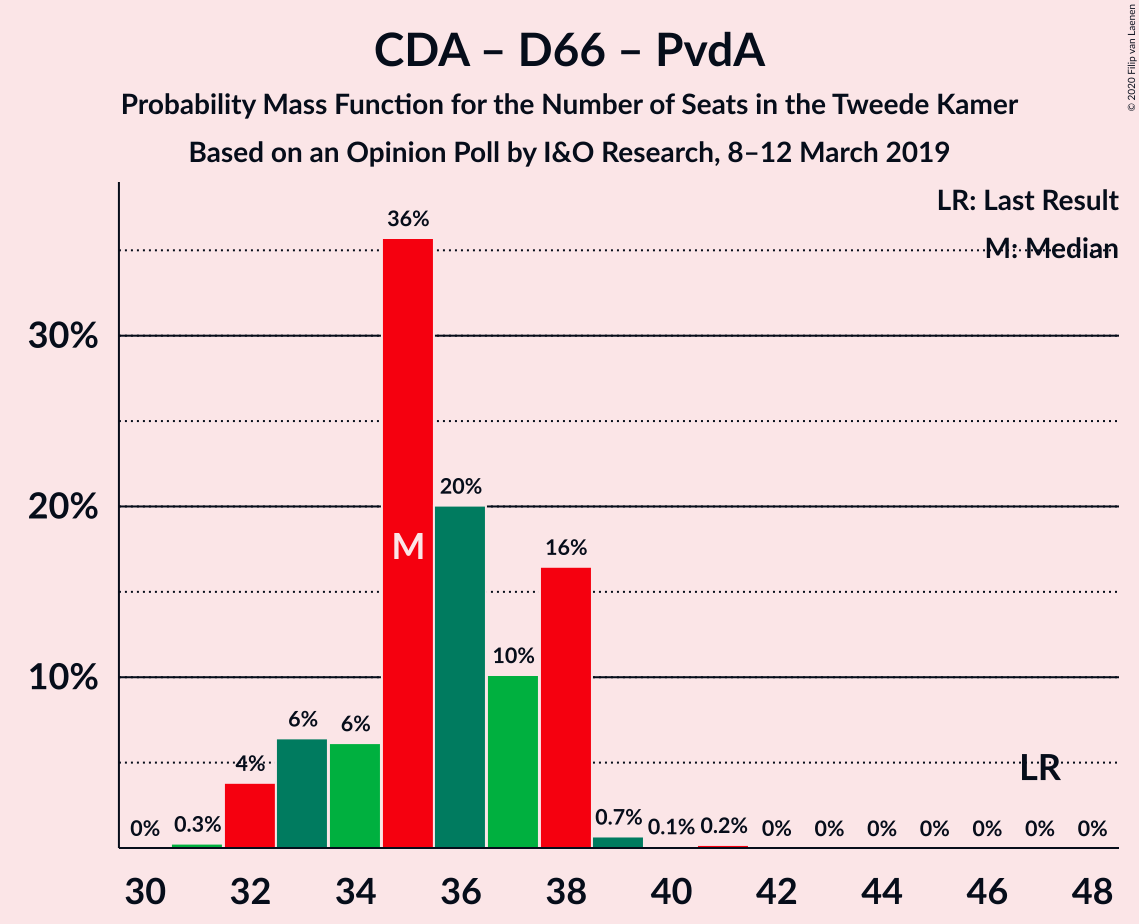 CDA – D66 – PvdA
Probability Mass Function for the Number of Seats in the Tweede Kamer
Based on an Opinion Poll by I&O Research, 8–12 March 2019
© 2020 Filip van Laenen
LR: Last Result
M: Median
30%
20%
10%
0%
0.3%
4%
6%
6%
36%
M
20%
10%
16%
0.7%
0.1%
0.2%
0%
0%
0%
0%
0%
LR
0%
0%
30 32 34 36 38 40 42 44 46 48